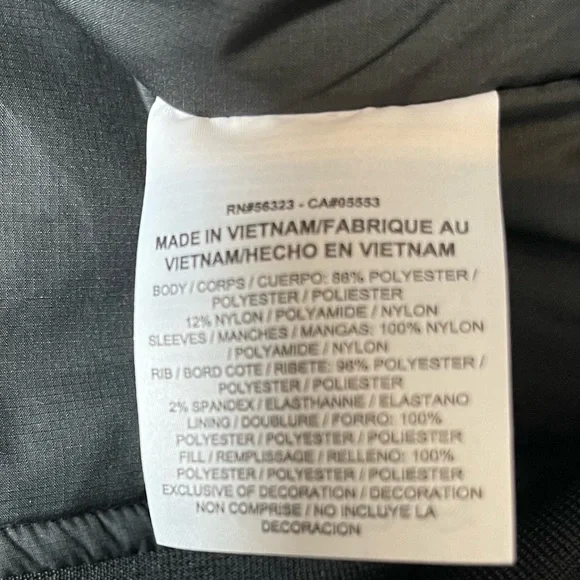 RN#56323 - CA#05553
MADE IN VIETNAM/FABRIQUE AU
VIETNAM/HECHO EN VIETNAM
BODY / CORPS / CUERPO: 88% POLYESTER /
POLYESTER / POLIESTER
12% NYLON / POLYAMIDE / NYLON
SLEEVES / MANCHES / MANGAS: 100% NYLON
/ POLYAMIDE / NYLON
RIB / BORD COTE / RIBETE: 98% POLYESTER /
POLYESTER / POLIESTER
2% SPANDEX / ELASTHANNE / ELASTANO
LINING / DOUBLURE / FORRO: 100%
POLYESTER / POLYESTER / POLIESTER
FILL / REMPLISSAGE / RELLENO: 100%
POLYESTER / POLYESTER / POLIESTER
EXCLUSIVE OF DECORATION / DECORATION
NON COMPRISE / NO INCLUYE LA
DECORACION